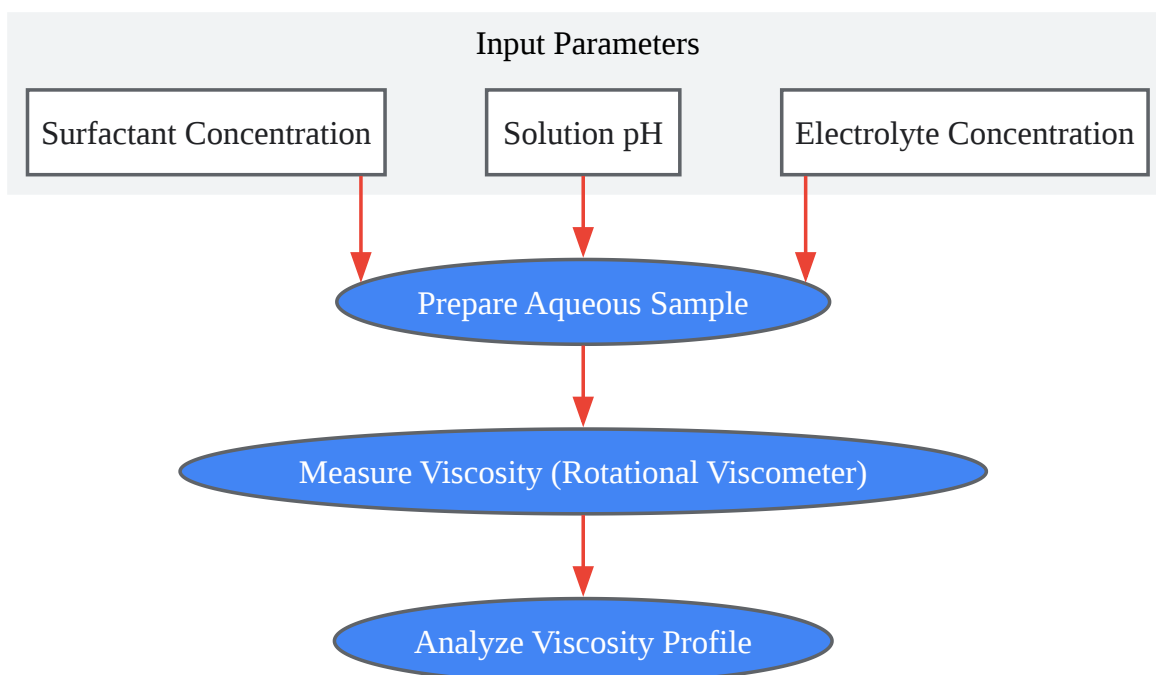 Input Parameters
Surfactant Concentration
Solution pH
Electrolyte Concentration
Prepare Aqueous Sample
Measure Viscosity (Rotational Viscometer)
Analyze Viscosity Profile